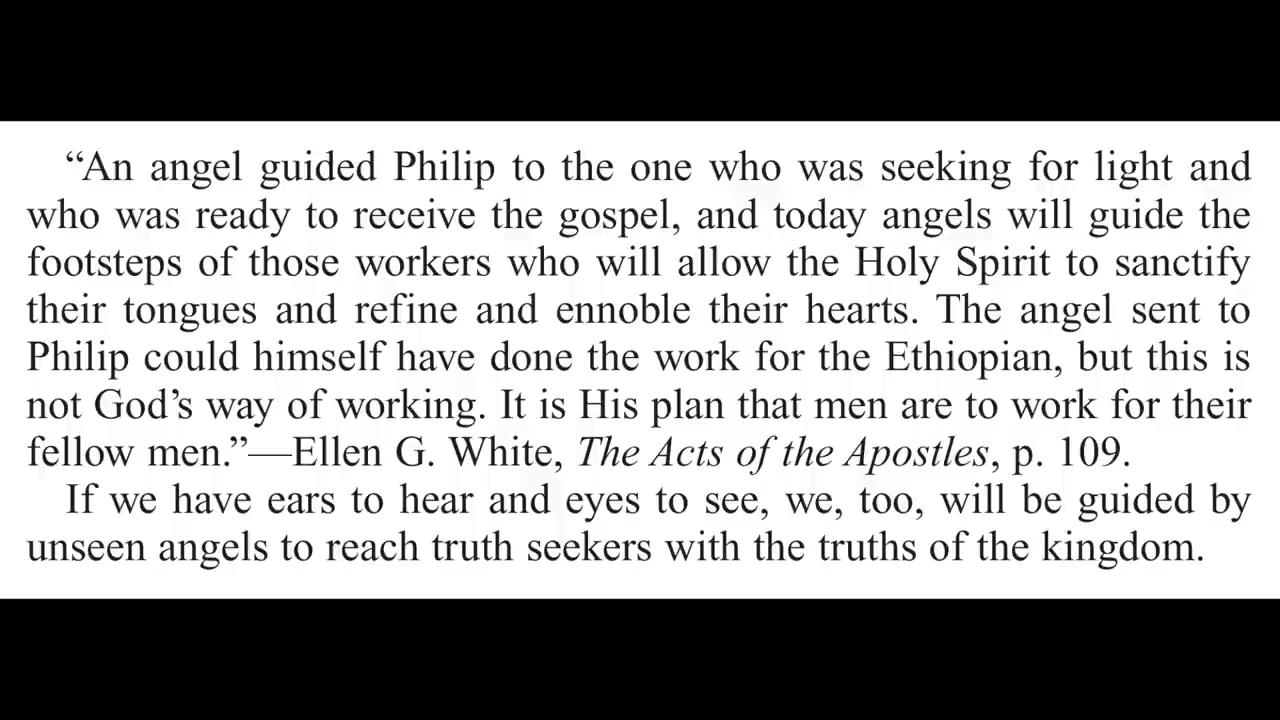 “An angel guided Philip to the one who was seeking for light and
who was ready to receive the gospel, and today angels will guide the
footsteps of those workers who will allow the Holy Spirit to sanctify
their tongues and refine and ennoble their hearts. The angel sent to
Philip could himself have done the work for the Ethiopian, but this is
not God’s way of working. It is His plan that men are to work for their
fellow men.”—Ellen G. White, The Acts of the Apostles, p. 109.
If we have ears to hear and eyes to see, we, too, will be guided by
unseen angels to reach truth seekers with the truths of the kingdom.